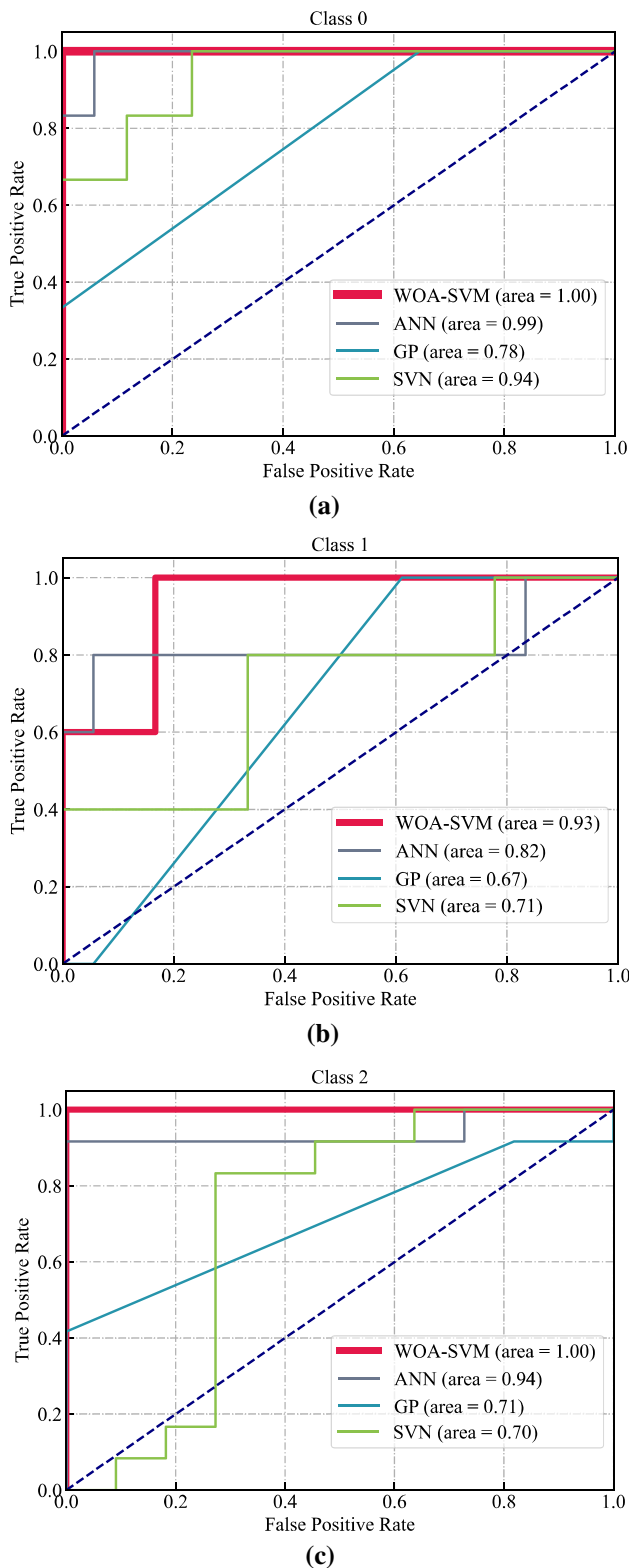 Class 0
1.0
0.8
0.6
0.4
0.2
0.0
True Positive Rate
WOA-SVM (area = 1.00)
ANN (area = 0.99)
GP (area = 0.78)
SVN (area = 0.94)
0.0 0.2 0.4 0.6 0.8 1.0
False Positive Rate
(a)
Class 1
1.0
0.8
0.6
0.4
0.2
0.0
True Positive Rate
WOA-SVM (area = 0.93)
ANN (area = 0.82)
GP (area = 0.67)
SVN (area = 0.71)
0.0 0.2 0.4 0.6 0.8 1.0
False Positive Rate
(b)
Class 2
1.0
0.8
0.6
0.4
0.2
0.0
True Positive Rate
WOA-SVM (area = 1.00)
ANN (area = 0.94)
GP (area = 0.71)
SVN (area = 0.70)
0.0 0.2 0.4 0.6 0.8 1.0
False Positive Rate
(c)